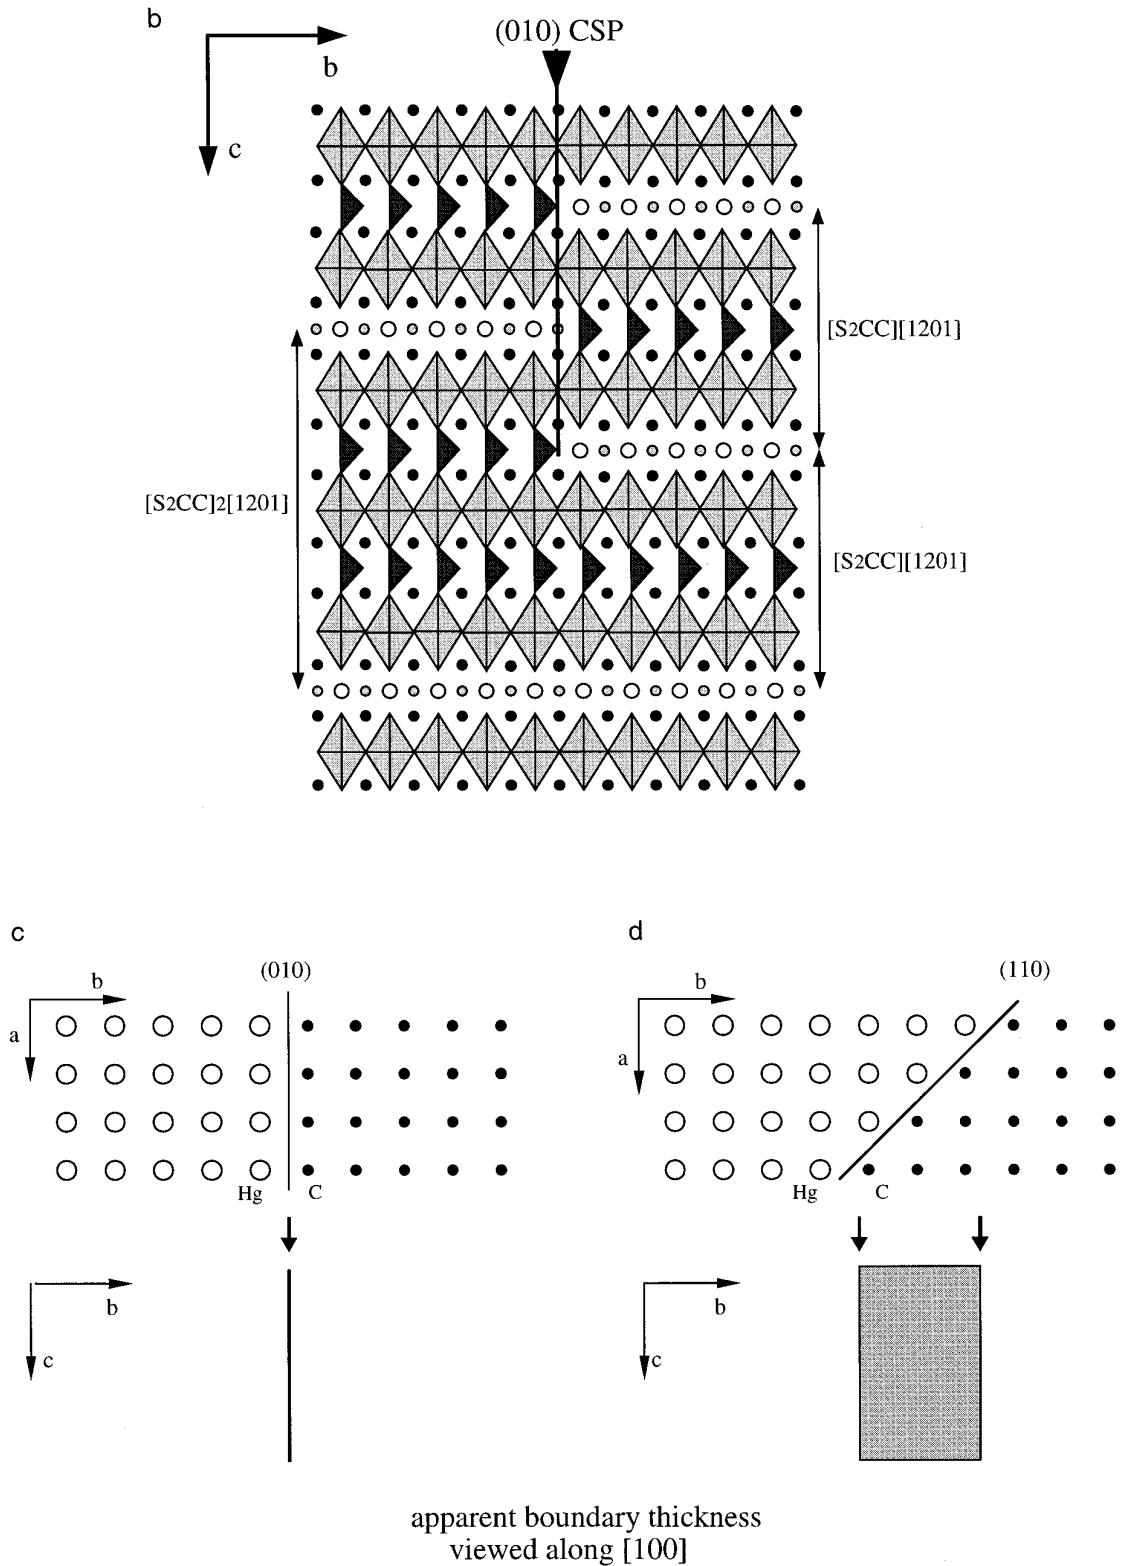 b
(010) CSP
b
c
[S2CC][1201]
[S2CC]2[1201]
[S2CC][1201]
c
d
(010)
(110)
b
b
a
a
Hg
C
Hg
C
b
b
c
c
apparent boundary thickness
viewed along [100]